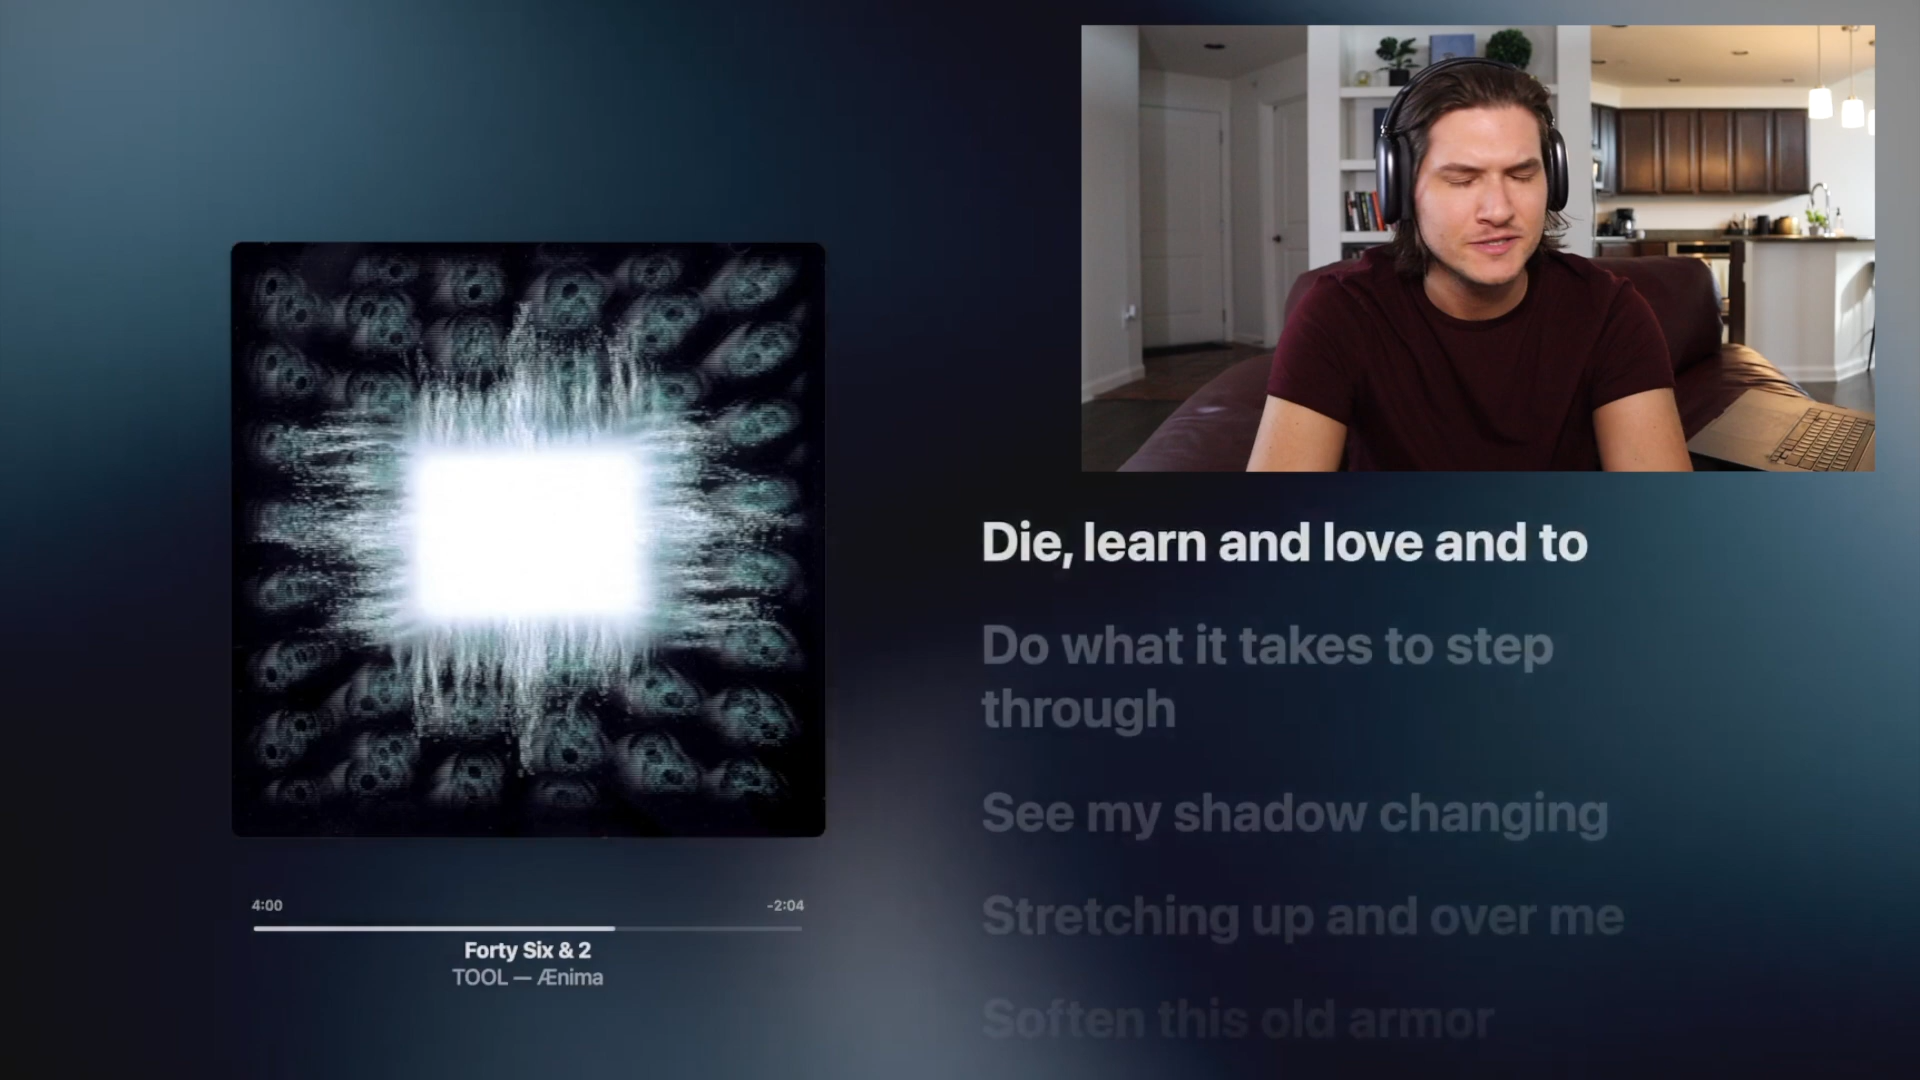 Die, learn and love and to
Do what it takes to step
through
See my shadow changing
Stretching up and over me
Soften this old armor
4:00
-2:04
Forty Six & 2
TOOL — Ænima